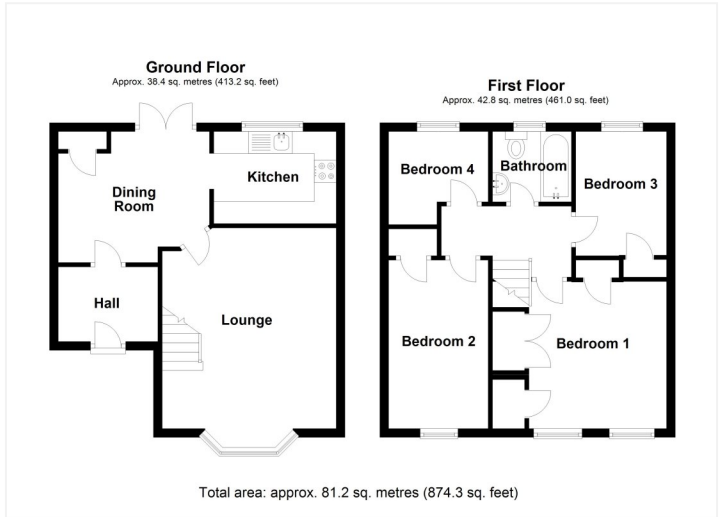 Ground Floor
Approx. 38.4 sq. metres (413.2 sq. feet)
Dining
Room
Kitchen
Hall
Lounge
First Floor
Approx. 42.8 sq. metres (461.0 sq. feet)
Bedroom 4
Bathroom
Bedroom 3
Bedroom 2
Bedroom 1
Total area: approx. 81.2 sq. metres (874.3 sq. feet)